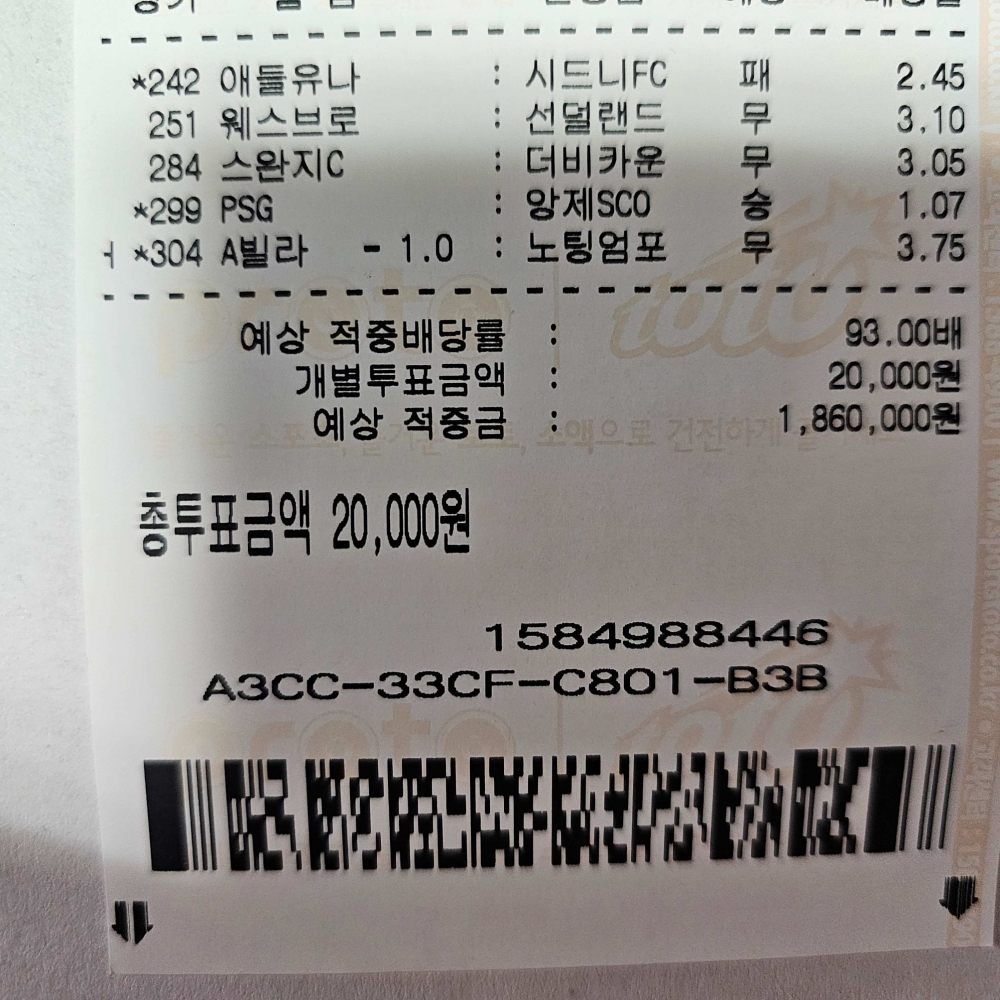 *242 애들유나 : 시드니FC 패 2.45
251 웨스브로 : 선덜랜드 무 3.10
284 스완지C : 더비카운 무 3.05
*299 PSG : 앙제SCO 승 1.07
ㅓ *304 A빌라 - 1.0 : 노팅엄포 무 3.75
예상 적중배당률 : 93.00배
개별투표금액 : 20,000원
예상 적중금 : 1,860,000원
총투표금액 20,000원
1584988446
A3CC-33CF-C801-B3B